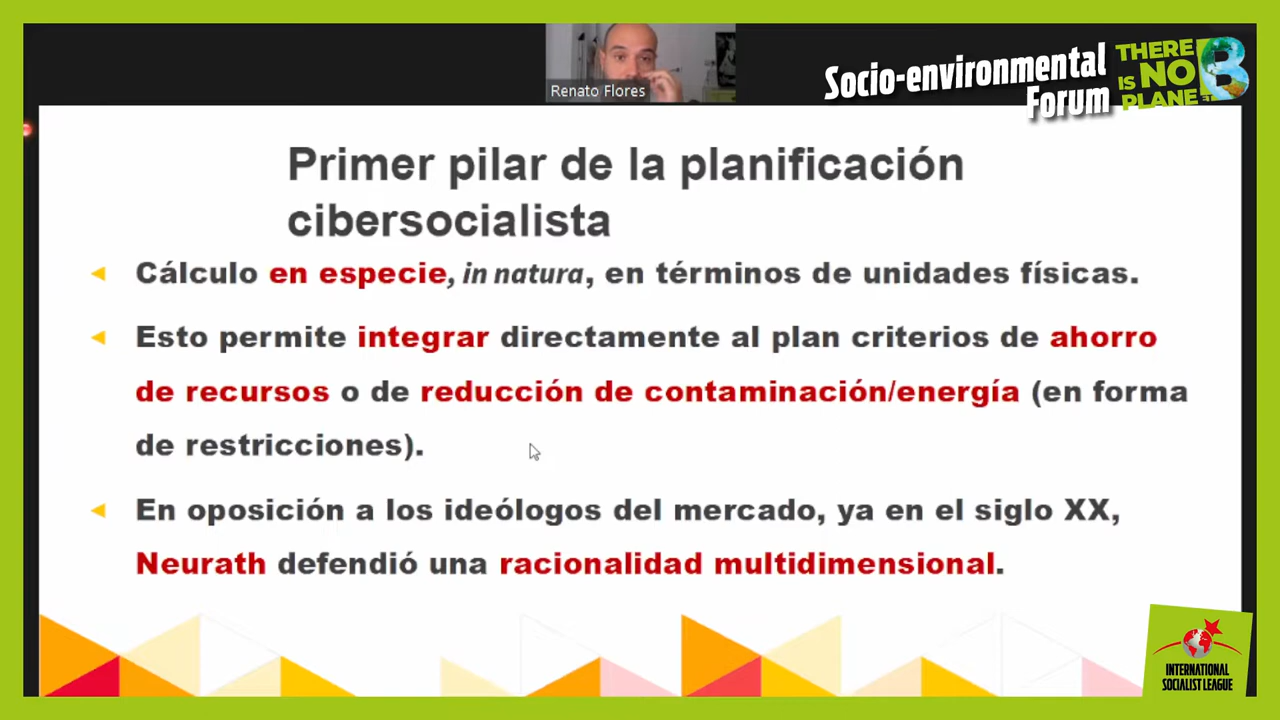 Renato Flores
Socio-environmental
Forum
THERE
IS NO
PLANE
B
Primer pilar de la planificación
cibersocialista
Cálculo en especie, in natura, en términos de unidades físicas.
Esto permite integrar directamente al plan criterios de ahorro
de recursos o de reducción de contaminación/energía (en forma
de restricciones).
En oposición a los ideólogos del mercado, ya en el siglo XX,
Neurath defendió una racionalidad multidimensional.
INTERNATIONAL
SOCIALIST LEAGUE